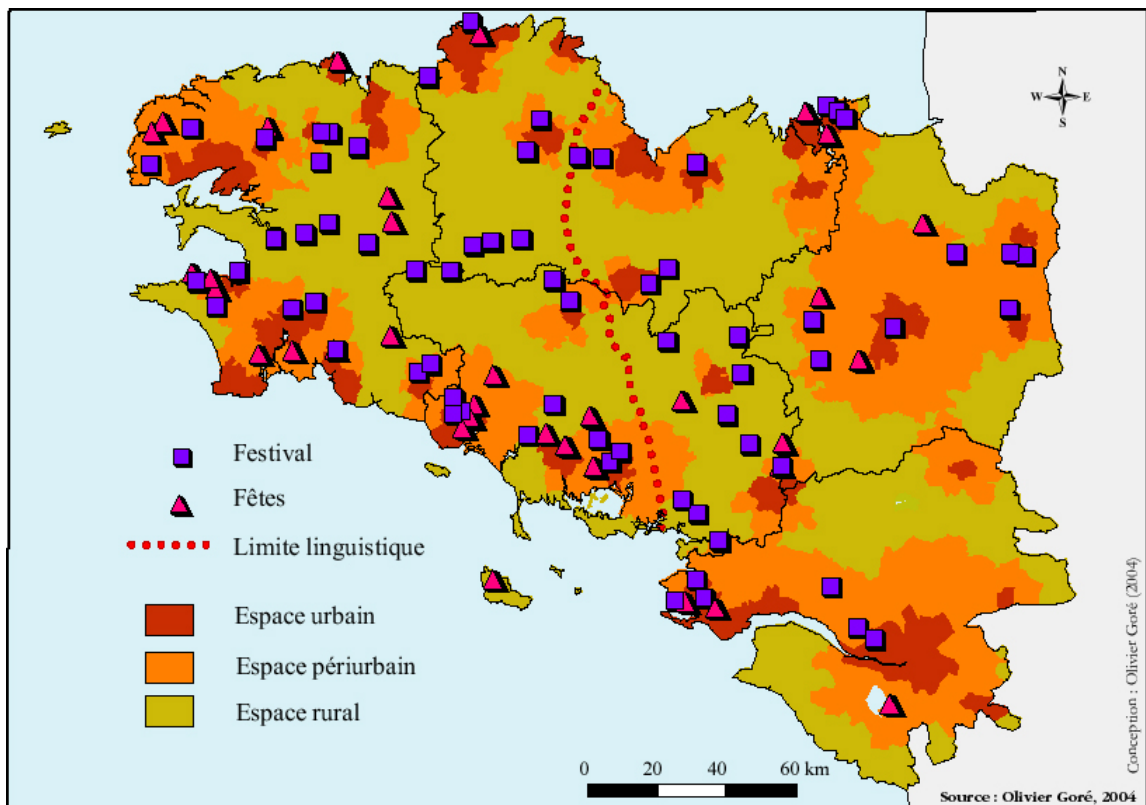 N
W E
S
Festival
Fêtes
Limite linguistique
Espace urbain
Espace périurbain
Espace rural
0 20 40 60 km
Conception : Olivier Goré (2004)
Source : Olivier Goré, 2004